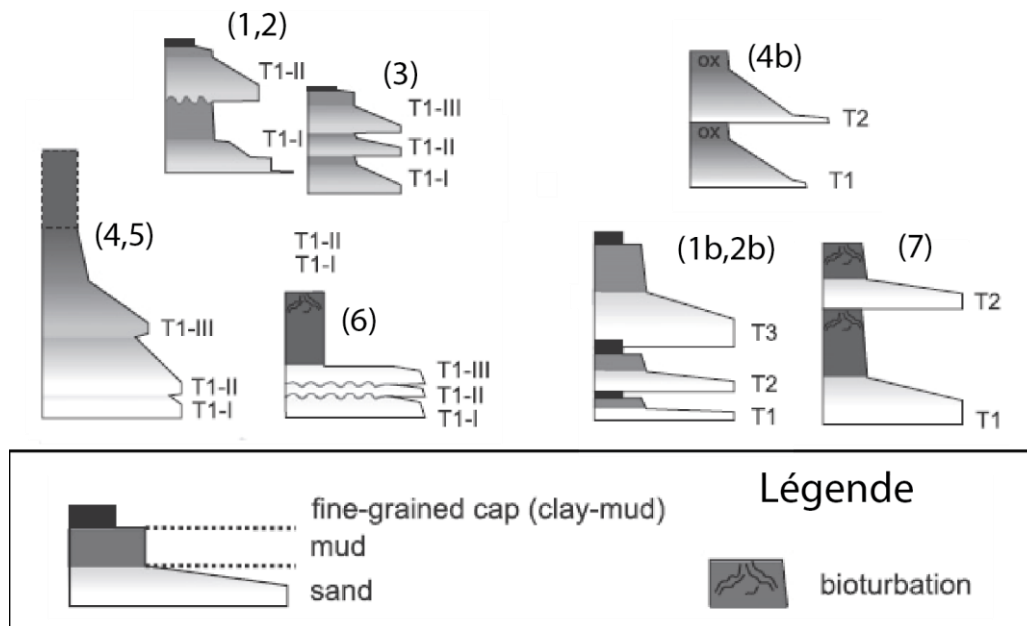 (1,2)
T1-II
T1-I
(3)
T1-III
T1-II
T1-I
ox
(4b)
T2
ox
T1
(4,5)
T1-III
T1-II
T1-I
T1-II
T1-I
(6)
T1-III
T1-II
T1-I
(1b,2b)
T3
T2
T1
(7)
T2
T1
Légende
fine-grained cap (clay-mud)
mud
sand
bioturbation